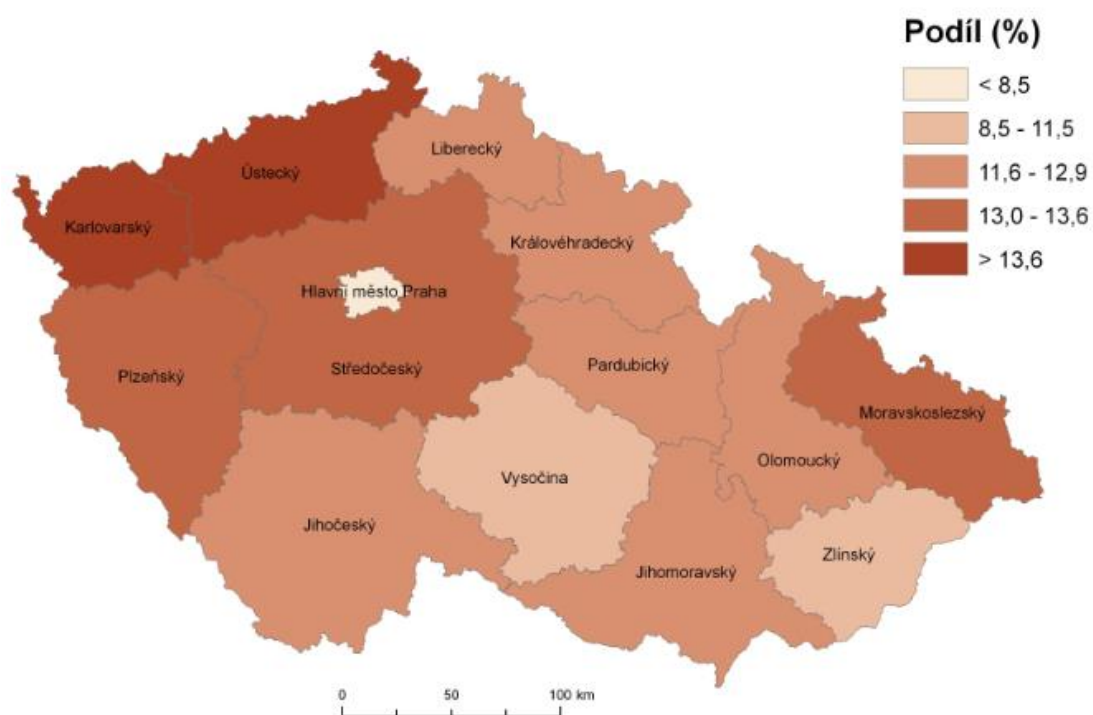 Podíl (%)
< 8,5
8,5 - 11,5
11,6 - 12,9
13,0 - 13,6
> 13,6
Liberecký
Ústecký
Karlovarský
Královéhradecký
Hlavní město Praha
Středočeský
Plzeňský
Pardubický
Moravskoslezský
Olomoucký
Vysočina
Jihočeský
Zlínský
Jihomoravský
0 50 100 km